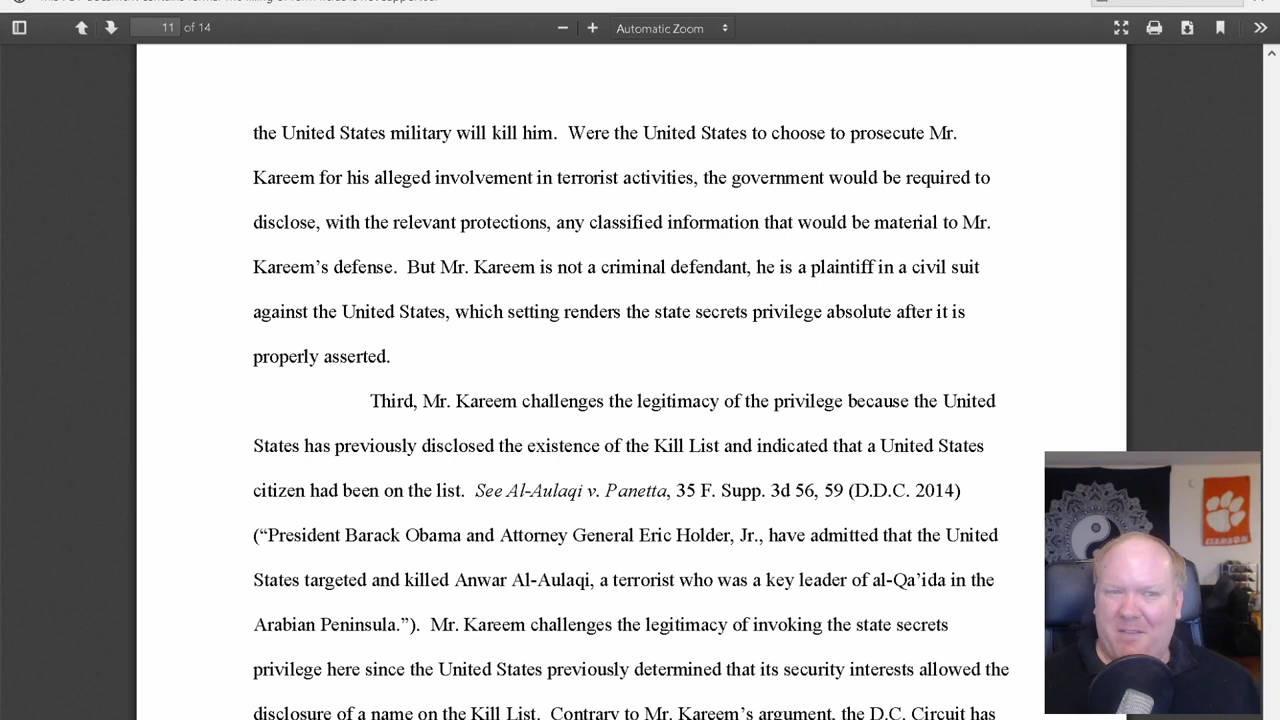 11 of 14
Automatic Zoom
the United States military will kill him. Were the United States to choose to prosecute Mr.
Kareem for his alleged involvement in terrorist activities, the government would be required to
disclose, with the relevant protections, any classified information that would be material to Mr.
Kareem’s defense. But Mr. Kareem is not a criminal defendant, he is a plaintiff in a civil suit
against the United States, which setting renders the state secrets privilege absolute after it is
properly asserted.
Third, Mr. Kareem challenges the legitimacy of the privilege because the United
States has previously disclosed the existence of the Kill List and indicated that a United States
citizen had been on the list. See Al-Aulaqi v. Panetta, 35 F. Supp. 3d 56, 59 (D.D.C. 2014)
(“President Barack Obama and Attorney General Eric Holder, Jr., have admitted that the United
States targeted and killed Anwar Al-Aulaqi, a terrorist who was a key leader of al-Qa’ida in the
Arabian Peninsula.”). Mr. Kareem challenges the legitimacy of invoking the state secrets
privilege here since the United States previously determined that its security interests allowed the
disclosure of a name on the Kill List. Contrary to Mr. Kareem’s argument, the D.C. Circuit has
CLEMSON